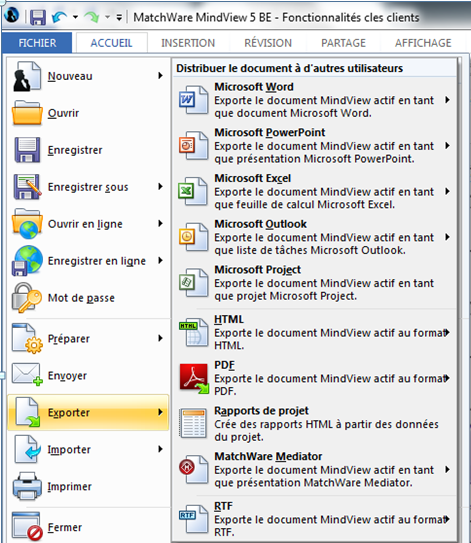 MatchWare MindView 5 BE - Fonctionnalités cles clients
FICHIER ACCUEIL INSERTION RÉVISION PARTAGE AFFICHAGE
Nouveau
Ouvrir
Enregistrer
Enregistrer sous
Ouvrir en ligne
Enregistrer en ligne
Mot de passe
Préparer
Envoyer
Exporter
Importer
Imprimer
Fermer
Distribuer le document à d'autres utilisateurs
Microsoft Word
Exporte le document MindView actif en tant
que document Microsoft Word.
Microsoft PowerPoint
Exporte le document MindView actif en tant
que présentation Microsoft PowerPoint.
Microsoft Excel
Exporte le document MindView actif en tant
que feuille de calcul Microsoft Excel.
Microsoft Outlook
Exporte le document MindView actif en tant
que liste de tâches Microsoft Outlook.
Microsoft Project
Exporte le document MindView actif en tant
que projet Microsoft Project.
HTML
Exporte le document MindView actif au format
HTML.
PDF
Exporte le document MindView actif au format
PDF.
Rapports de projet
Crée des rapports HTML à partir des données
du projet.
MatchWare Mediator
Exporte le document MindView actif en tant
que présentation MatchWare Mediator.
RTF
Exporte le document MindView actif au format
RTF.